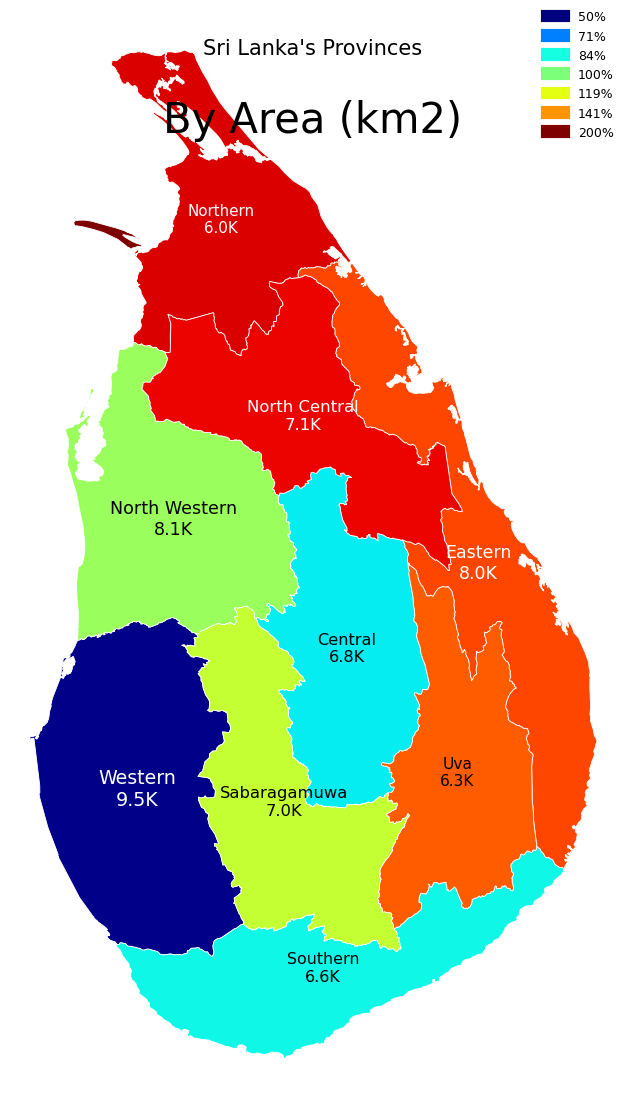 Sri Lanka's Provinces
By Area (km2)
50%
71%
84%
100%
119%
141%
200%
Northern
6.0K
North Central
7.1K
North Western
8.1K
Eastern
8.0K
Central
6.8K
Uva
6.3K
Western
9.5K
Sabaragamuwa
7.0K
Southern
6.6K